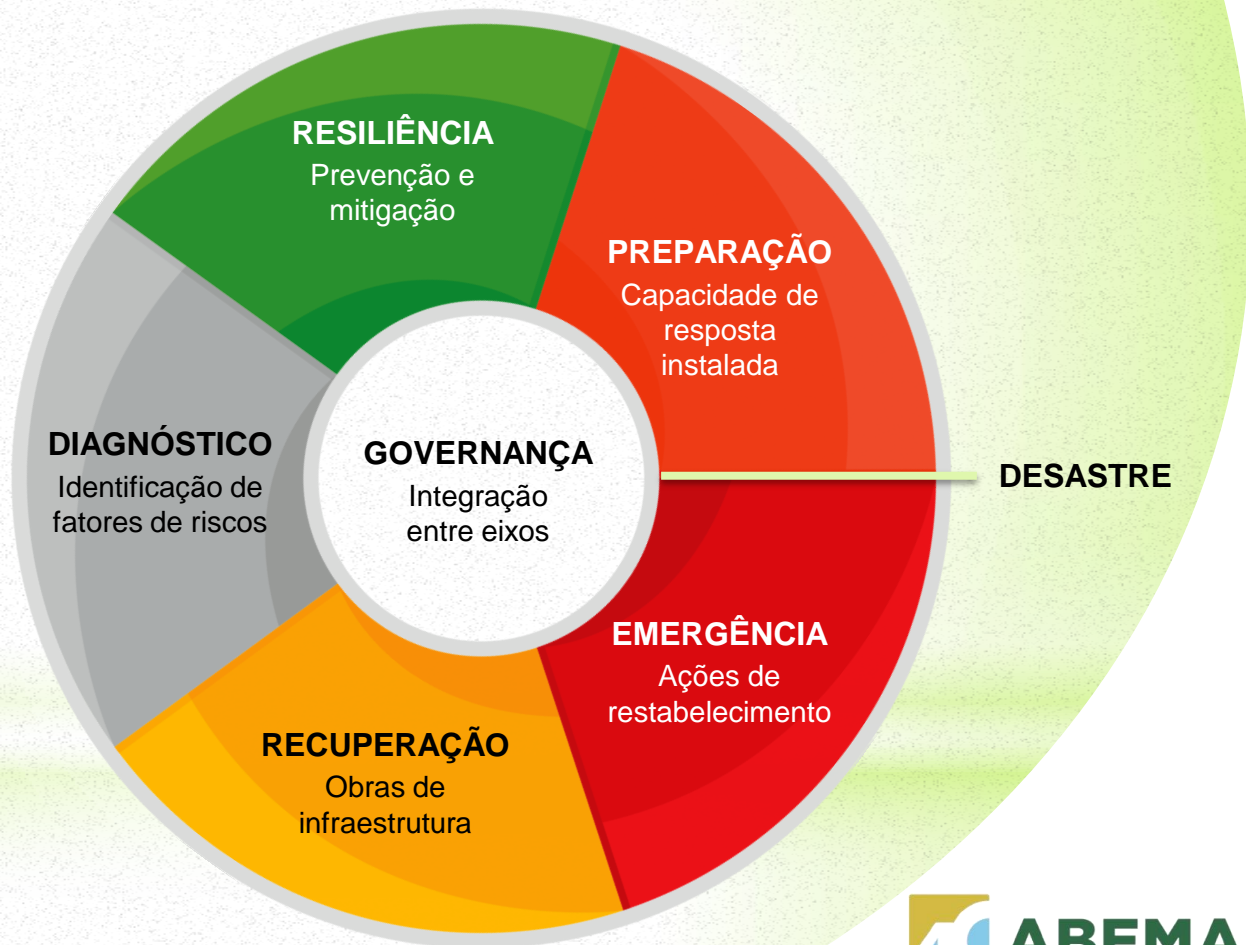 RESILIÊNCIA
Prevenção e
mitigação
PREPARAÇÃO
Capacidade de
resposta
instalada
DIAGNÓSTICO
Identificação de
fatores de riscos
GOVERNANÇA
Integração
entre eixos
DESASTRE
EMERGÊNCIA
Ações de
restabelecimento
RECUPERAÇÃO
Obras de
infraestrutura
ABEMA